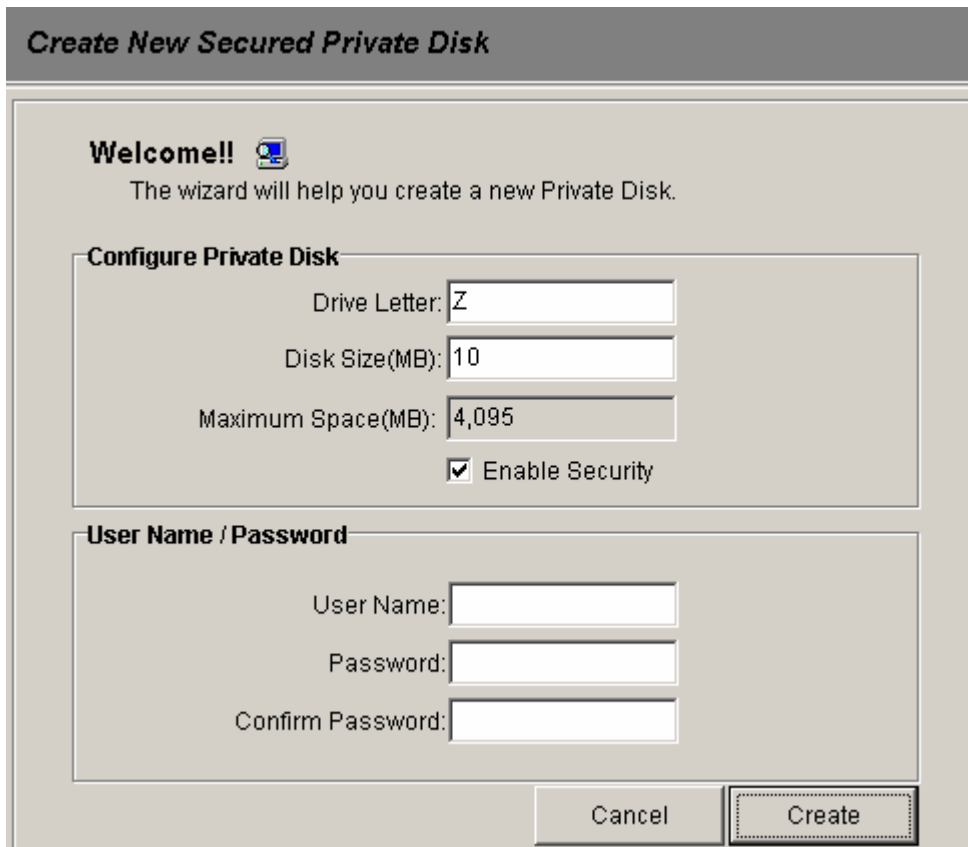 Create New Secured Private Disk
Welcome!!
The wizard will help you create a new Private Disk.
Configure Private Disk
Drive Letter: Z
Disk Size(MB): 10
Maximum Space(MB): 4,095
Enable Security
User Name / Password
User Name:
Password:
Confirm Password:
Cancel Create